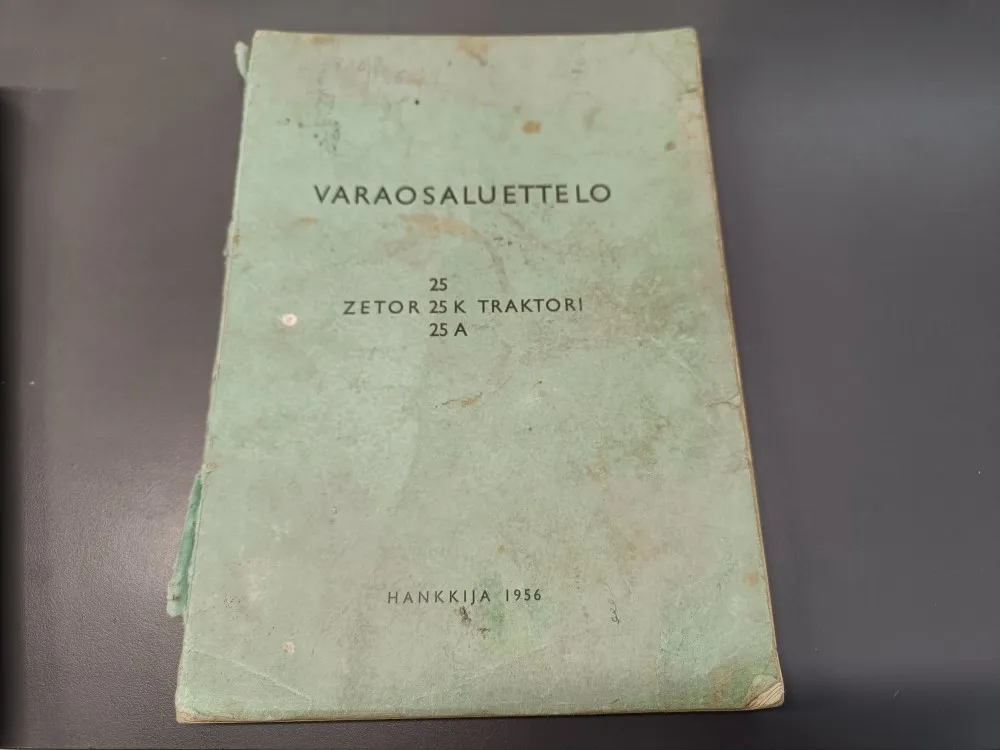 VARAOSALUETTELO
25
ZETOR 25 K TRAKTORI
25 A
HANKKIJA 1956